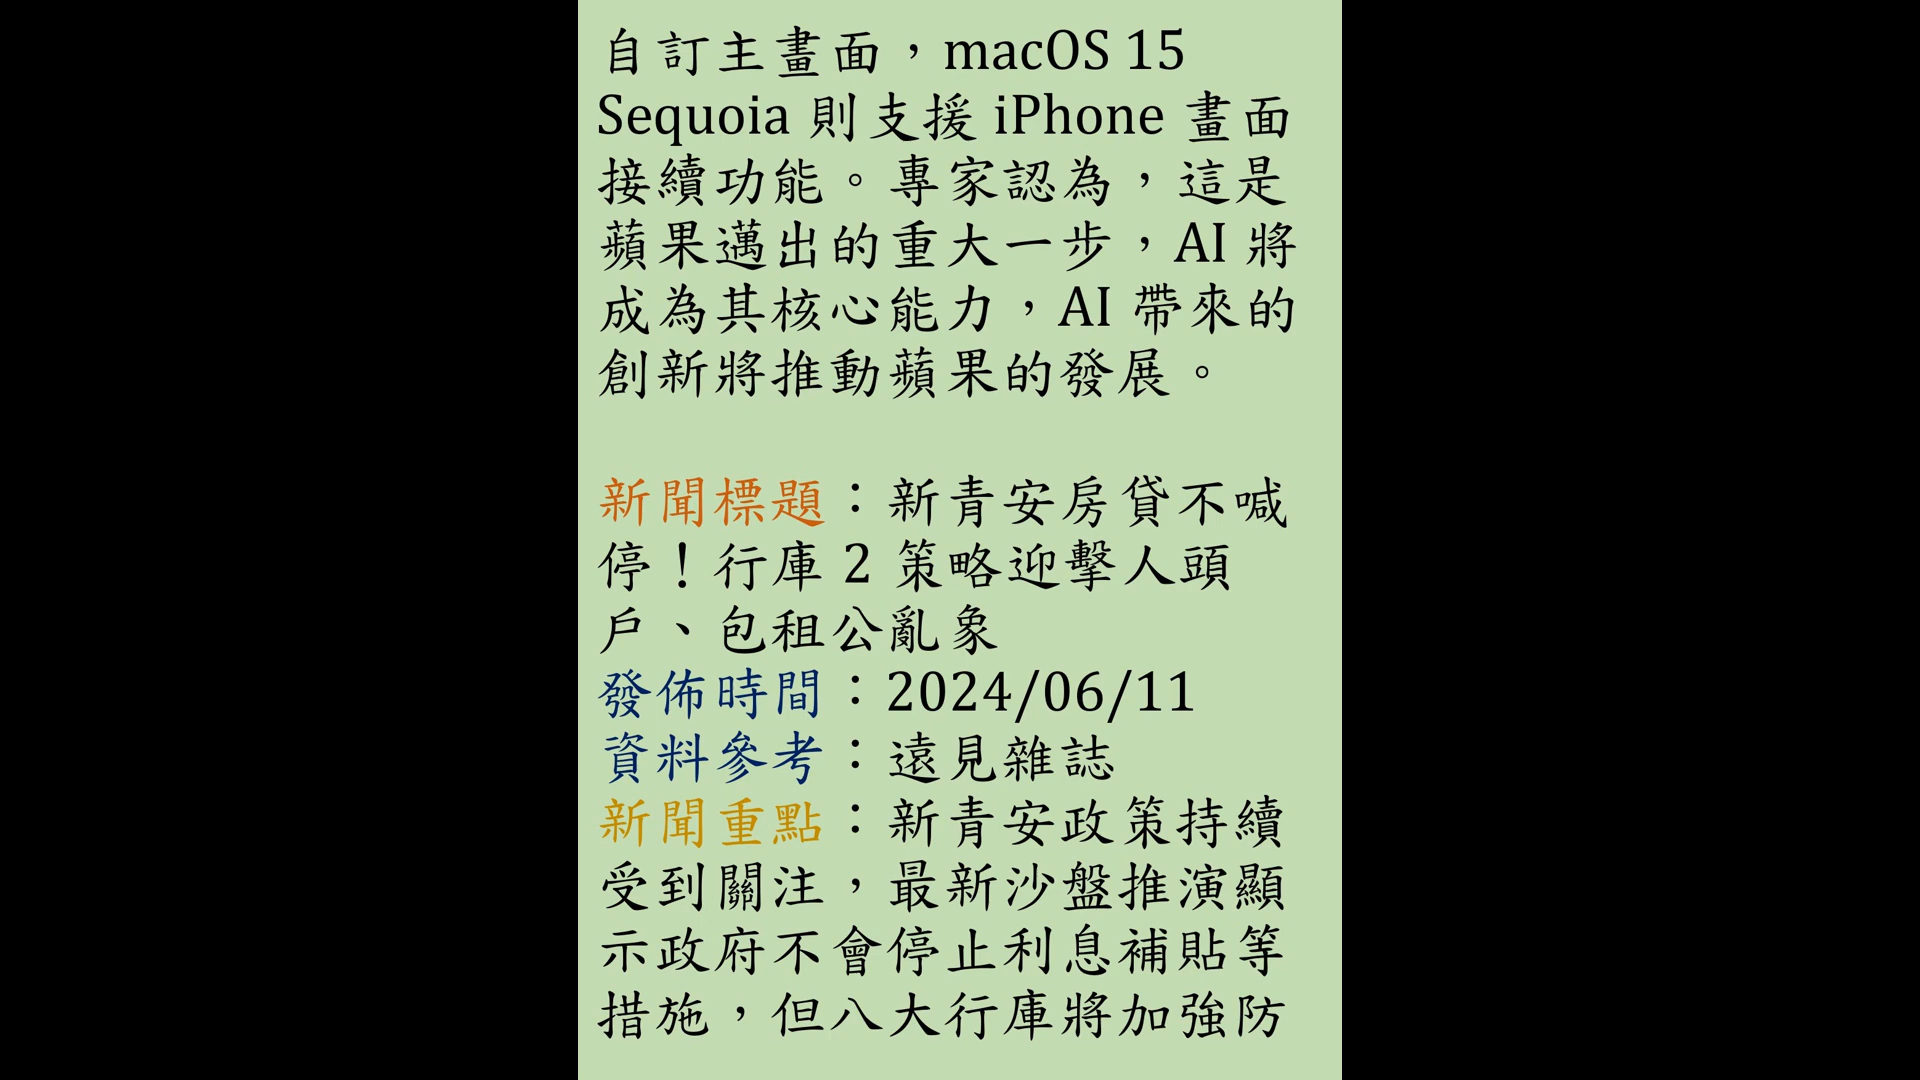 自訂主畫面，macOS 15
Sequoia 則支援 iPhone 畫面
接續功能。專家認為，這是
蘋果邁出的重大一步，AI 將
成為其核心能力，AI 帶來的
創新將推動蘋果的發展。
新聞標題：新青安房貸不喊
停！行庫 2 策略迎擊人頭
戶、包租公亂象
發佈時間：2024/06/11
資料參考：遠見雜誌
新聞重點：新青安政策持續
受到關注，最新沙盤推演顯
示政府不會停止利息補貼等
措施，但八大行庫將加強防